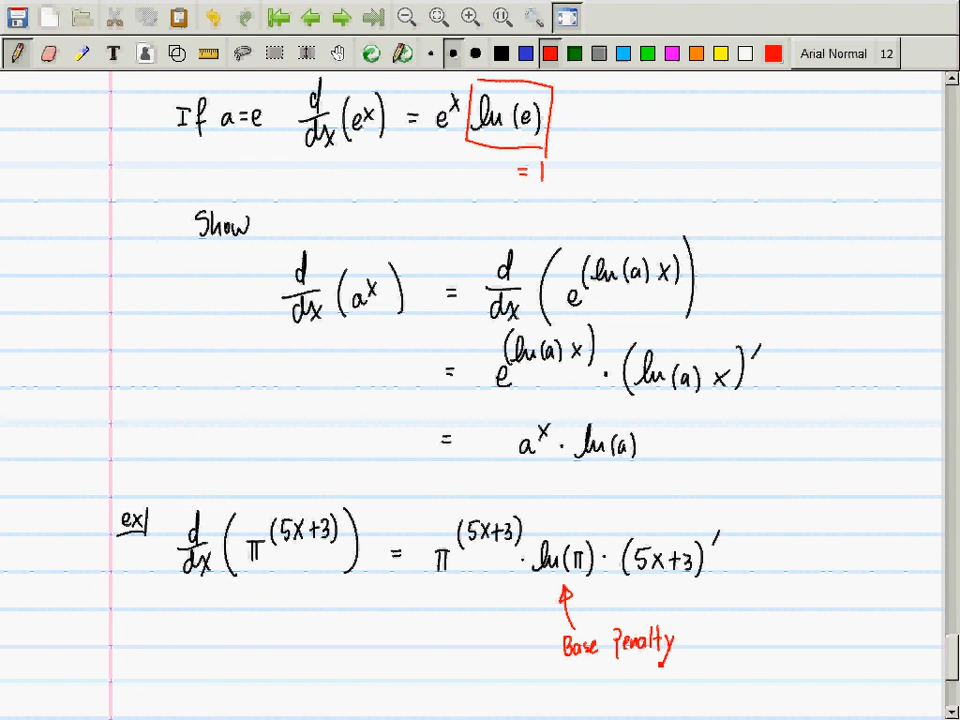 Arial Normal 12
If a=e d/dx (e^x) = e^x ln(e)
= 1
Show
d/dx (a^x) = d/dx (e^(ln(a) x))
= e^(ln(a) x) · (ln(a) x)'
= a^x · ln(a)
ex| d/dx (π^(5x+3)) = π^(5x+3) · ln(π) · (5x+3)'
Base Penalty